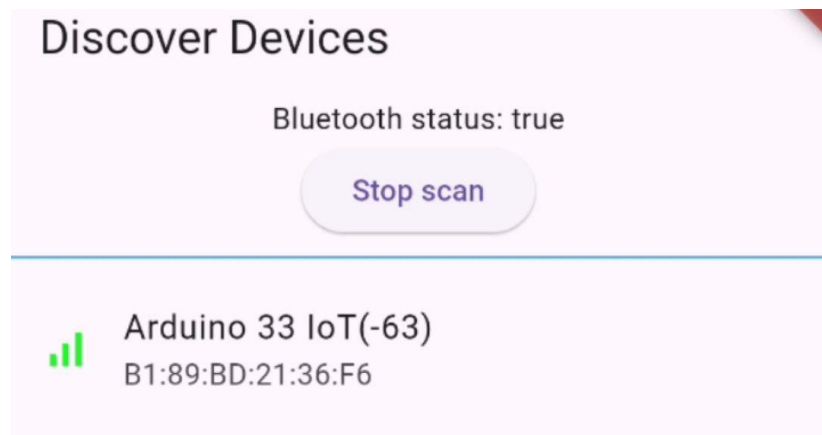 Discover Devices
Bluetooth status: true
Stop scan
Arduino 33 IoT(-63)
B1:89:BD:21:36:F6